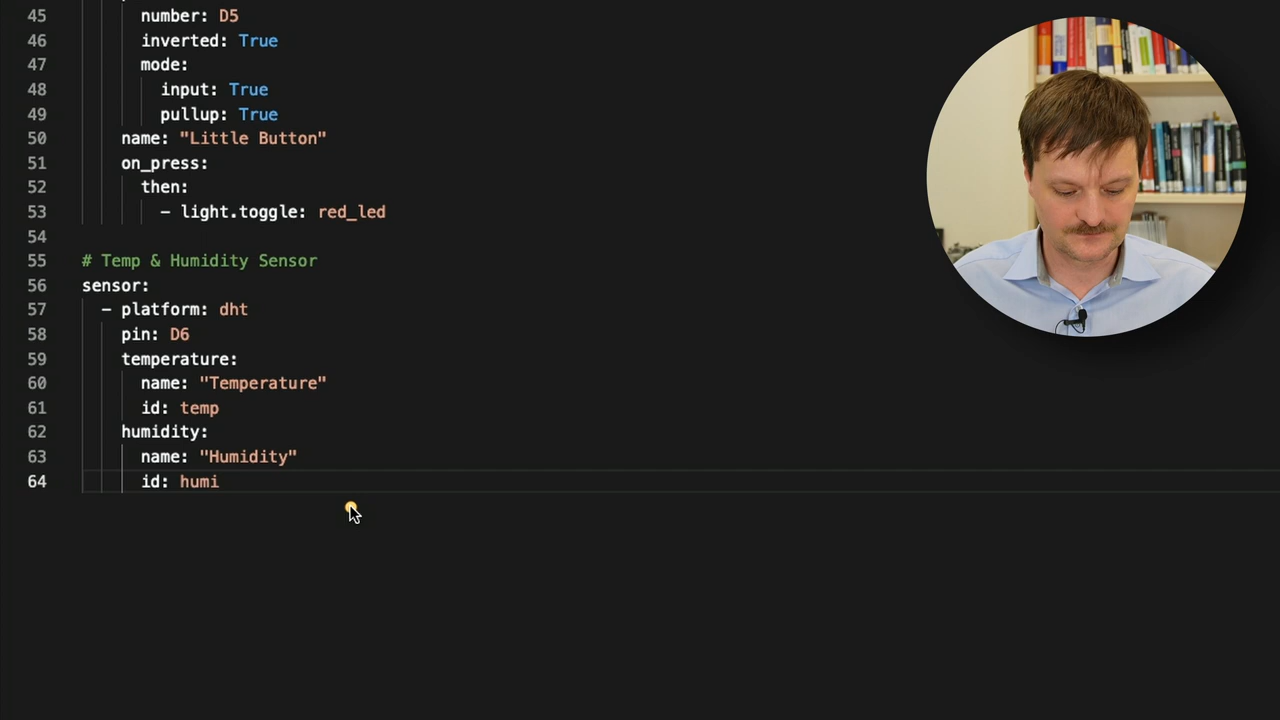 45 number: D5
46 inverted: True
47 mode:
48 input: True
49 pullup: True
50 name: "Little Button"
51 on_press:
52 then:
53 - light.toggle: red_led
54
55 # Temp & Humidity Sensor
56 sensor:
57 - platform: dht
58 pin: D6
59 temperature:
60 name: "Temperature"
61 id: temp
62 humidity:
63 name: "Humidity"
64 id: humi